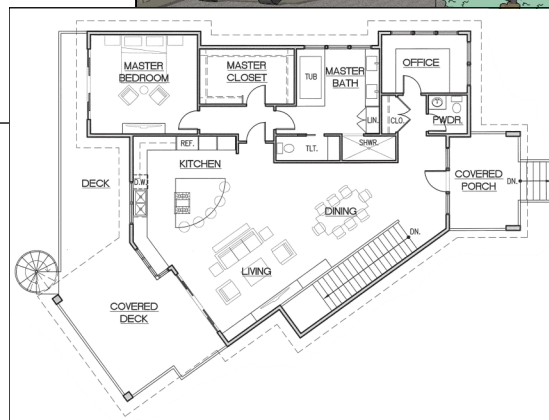 MASTER
BEDROOM
MASTER
CLOSET
TUB
MASTER
BATH
OFFICE
LIN.
CLO.
PWDR.
REF.
KITCHEN
TLT.
SHWR.
D.W.
DECK
COVERED
PORCH
DN.
DINING
DN.
LIVING
COVERED
DECK